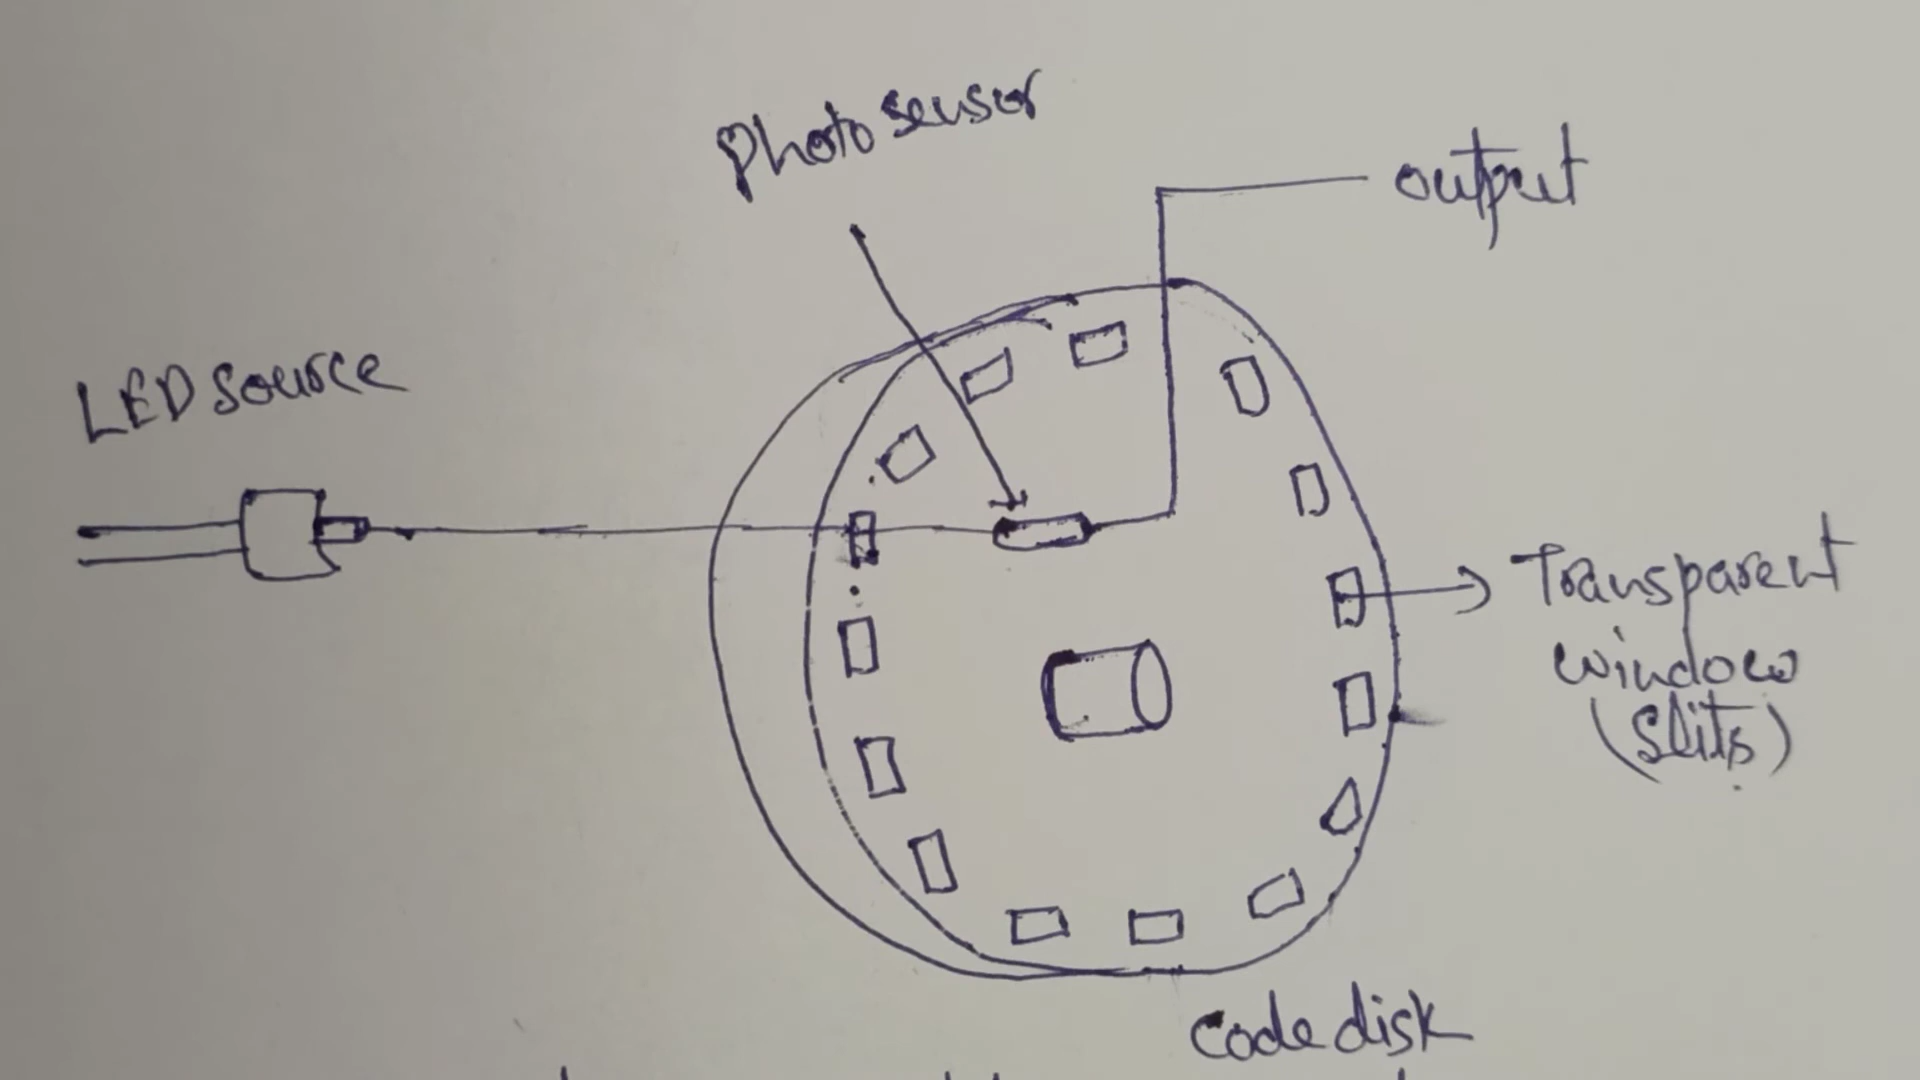 Photo sensor
output
LED source
Transparent
window
(Slits)
Code disk